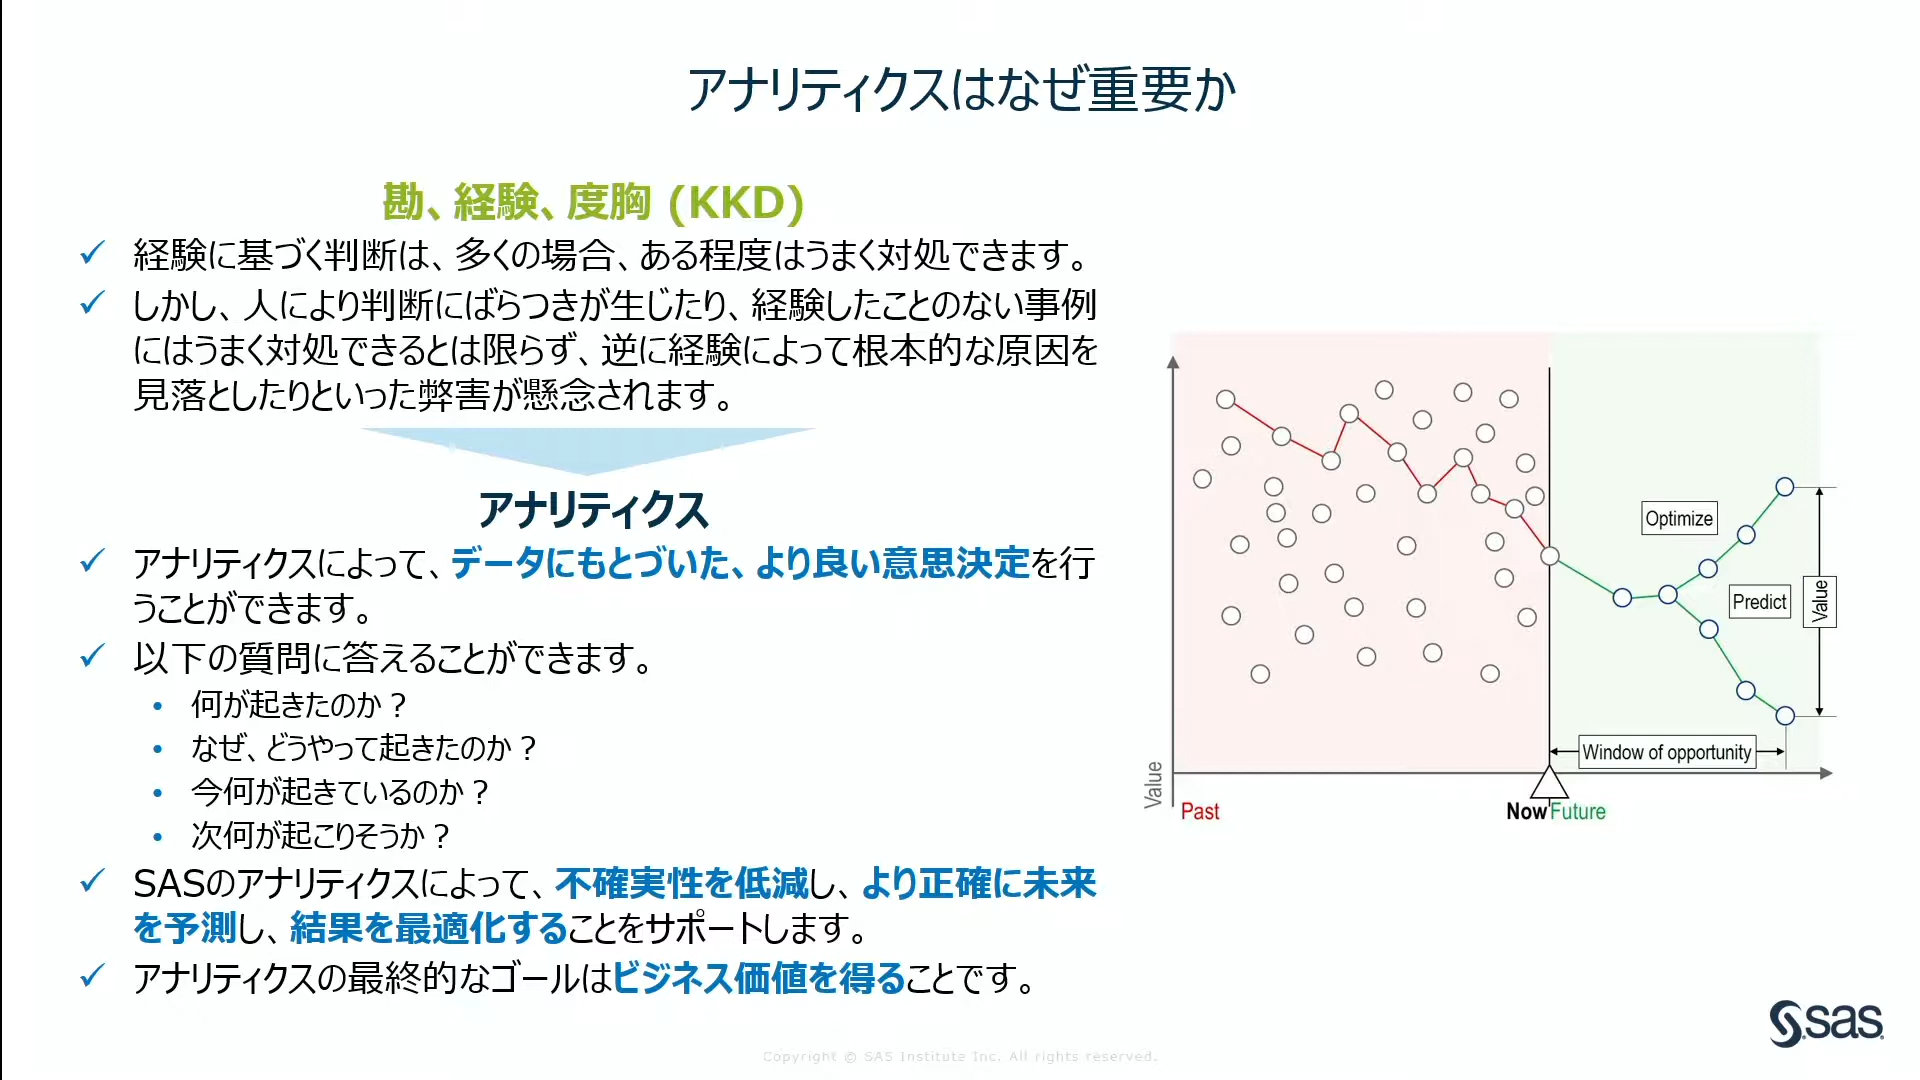 アナリティクスはなぜ重要か
勘、経験、度胸 (KKD)
✓ 経験に基づく判断は、多くの場合、ある程度はうまく対処できます。
✓ しかし、人により判断にばらつきが生じたり、経験したことのない事例
にはうまく対処できるとは限らず、逆に経験によって根本的な原因を
見落としたりといった弊害が懸念されます。
アナリティクス
✓ アナリティクスによって、データにもとづいた、より良い意思決定を行
うことができます。
✓ 以下の質問に答えることができます。
• 何が起きたのか？
• なぜ、どうやって起きたのか？
• 今何が起きているのか？
• 次何が起こりそうか？
✓ SASのアナリティクスによって、不確実性を低減し、より正確に未来
を予測し、結果を最適化することをサポートします。
✓ アナリティクスの最終的なゴールはビジネス価値を得ることです。
Optimize
Predict
Value
Window of opportunity
Value
Past
Now Future
sas
Copyright © SAS Institute Inc. All rights reserved.